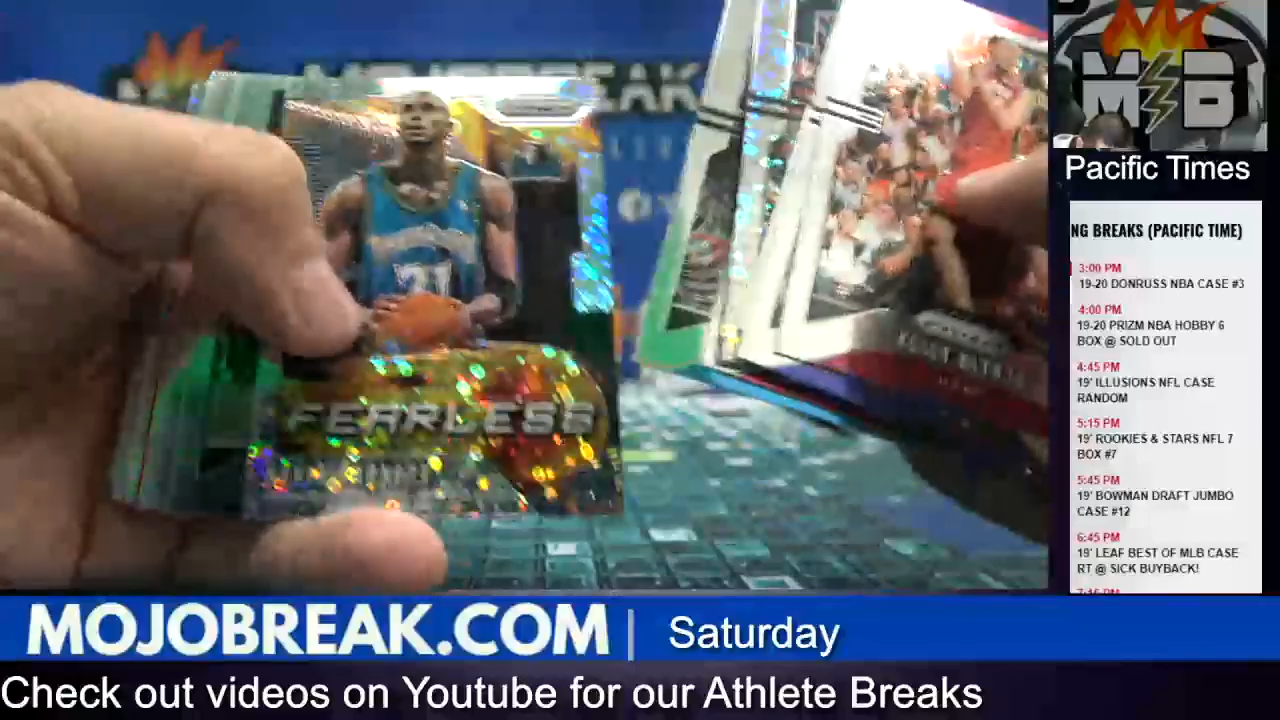 MOJOBREAK
MB
Pacific Times
NG BREAKS (PACIFIC TIME)
3:00 PM
19-20 DONRUSS NBA CASE #3
4:00 PM
19-20 PRIZM NBA HOBBY 6
BOX @ SOLD OUT
4:45 PM
19' ILLUSIONS NFL CASE
RANDOM
5:15 PM
19' ROOKIES & STARS NFL 7
BOX #7
5:45 PM
19' BOWMAN DRAFT JUMBO
CASE #12
6:45 PM
19' LEAF BEST OF MLB CASE
RT @ SICK BUYBACK!
FEARLESS
MOJOBREAK.COM | Saturday
Check out videos on Youtube for our Athlete Breaks